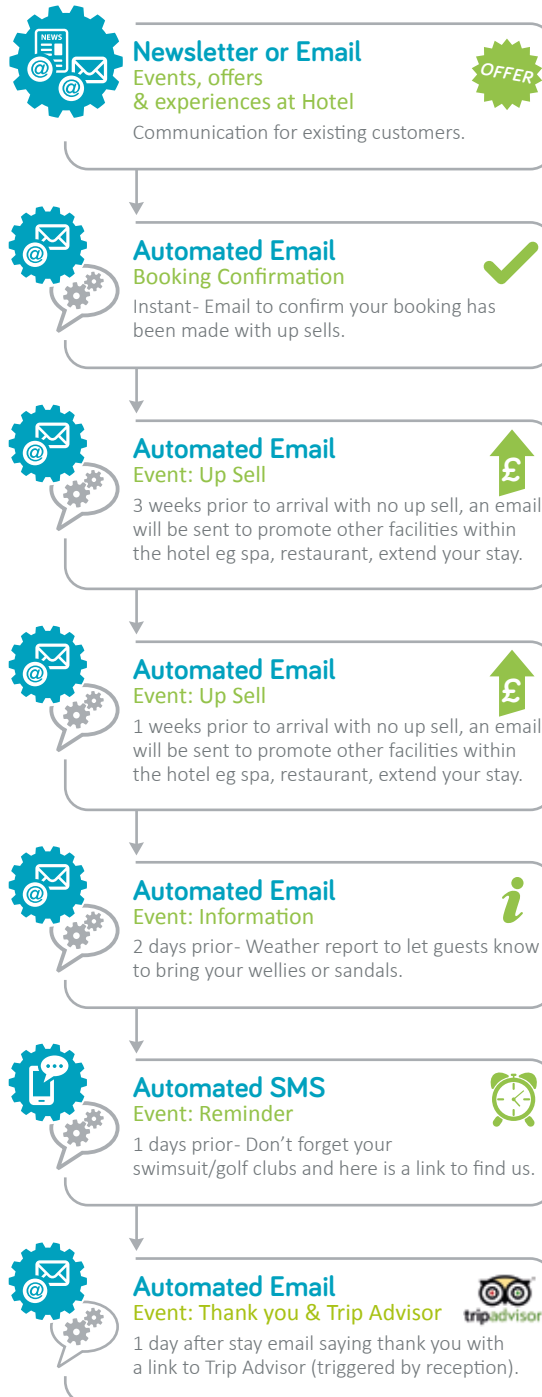 NEWS
@
@
Newsletter or Email
Events, offers
& experiences at Hotel
OFFER
Communication for existing customers.
@
Automated Email
Booking Confirmation
Instant- Email to confirm your booking has
been made with up sells.
@
Automated Email
Event: Up Sell
£
3 weeks prior to arrival with no up sell, an email
will be sent to promote other facilities within
the hotel eg spa, restaurant, extend your stay.
@
Automated Email
Event: Up Sell
£
1 weeks prior to arrival with no up sell, an email
will be sent to promote other facilities within
the hotel eg spa, restaurant, extend your stay.
@
Automated Email
Event: Information
i
2 days prior- Weather report to let guests know
to bring your wellies or sandals.
Automated SMS
Event: Reminder
1 days prior- Don’t forget your
swimsuit/golf clubs and here is a link to find us.
@
Automated Email
Event: Thank you & Trip Advisor
tripadvisor
1 day after stay email saying thank you with
a link to Trip Advisor (triggered by reception).